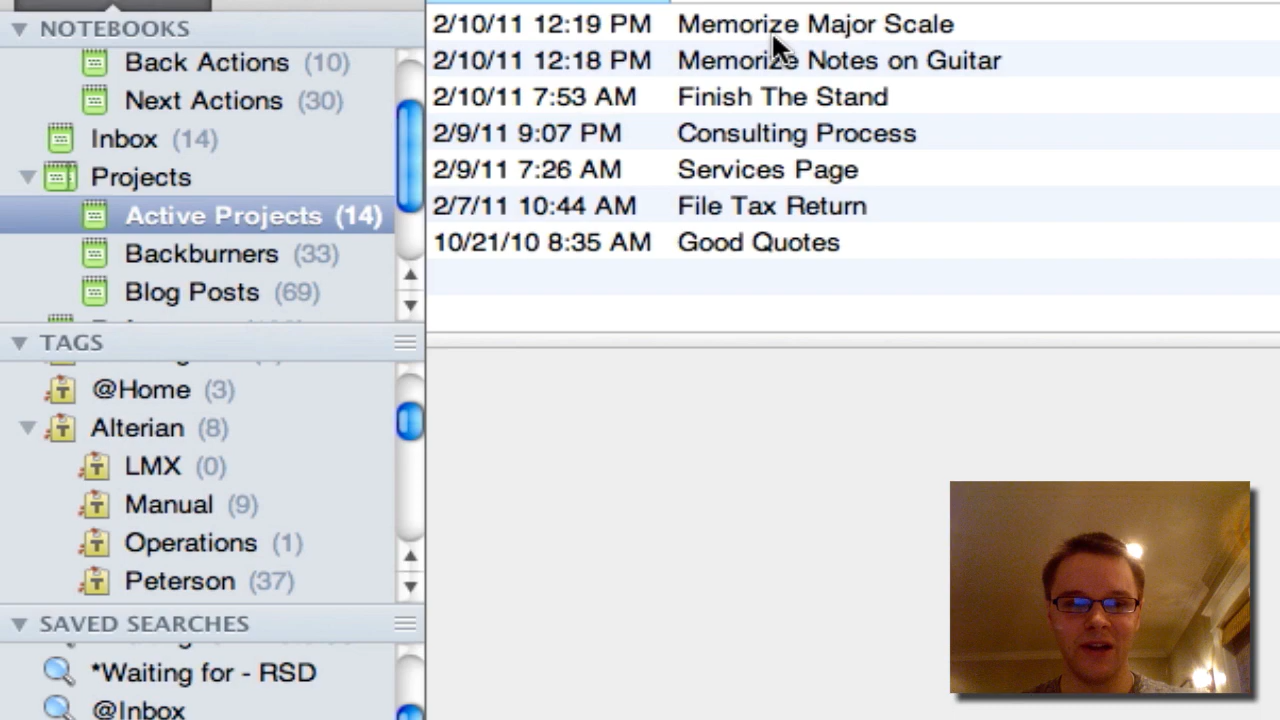 NOTEBOOKS
Back Actions (10)
Next Actions (30)
Inbox (14)
Projects
Active Projects (14)
Backburners (33)
Blog Posts (69)
TAGS
@Home (3)
Alterian (8)
LMX (0)
Manual (9)
Operations (1)
Peterson (37)
SAVED SEARCHES
*Waiting for - RSD
@Inbox
2/10/11 12:19 PM Memorize Major Scale
2/10/11 12:18 PM Memorize Notes on Guitar
2/10/11 7:53 AM Finish The Stand
2/9/11 9:07 PM Consulting Process
2/9/11 7:26 AM Services Page
2/7/11 10:44 AM File Tax Return
10/21/10 8:35 AM Good Quotes